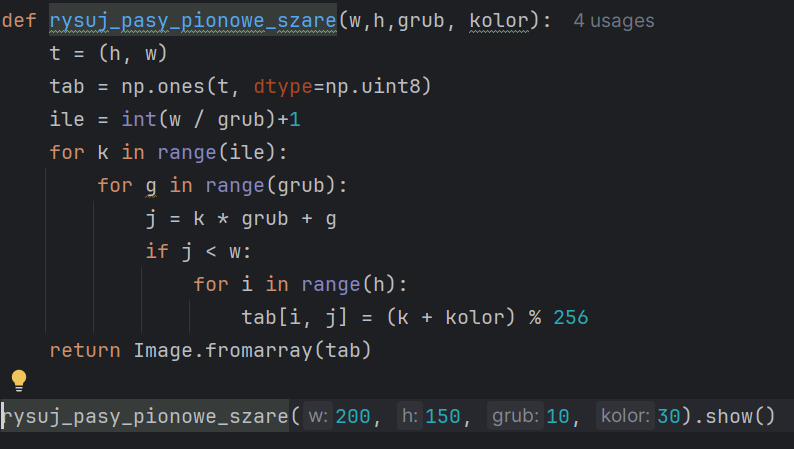 def rysuj_pasy_pionowe_szare(w,h,grub, kolor): 4 usages
    t = (h, w)
    tab = np.ones(t, dtype=np.uint8)
    ile = int(w / grub)+1
    for k in range(ile):
        for g in range(grub):
            j = k * grub + g
            if j < w:
                for i in range(h):
                    tab[i, j] = (k + kolor) % 256
    return Image.fromarray(tab)
rysuj_pasy_pionowe_szare( w: 200, h: 150, grub: 10, kolor: 30).show()